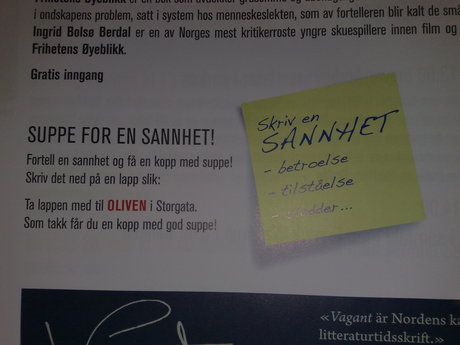 i ondskapens problem, satt i system hos menneskeslekten, som av fortelleren blir kalt de små
Ingrid Bolsø Berdal er en av Norges mest kritikerroste yngre skuespillere innen film og
Frihetens Øyeblikk.
Gratis inngang
SUPPE FOR EN SANNHET!
Fortell en sannhet og få en kopp med suppe!
Skriv det ned på en lapp slik:
Ta lappen med til OLIVEN i Storgata.
Som takk får du en kopp med god suppe!
Skriv en
SANNHET
- betroelse
- tilståelse
«Vagant er Nordens
litteraturtidsskrift.»